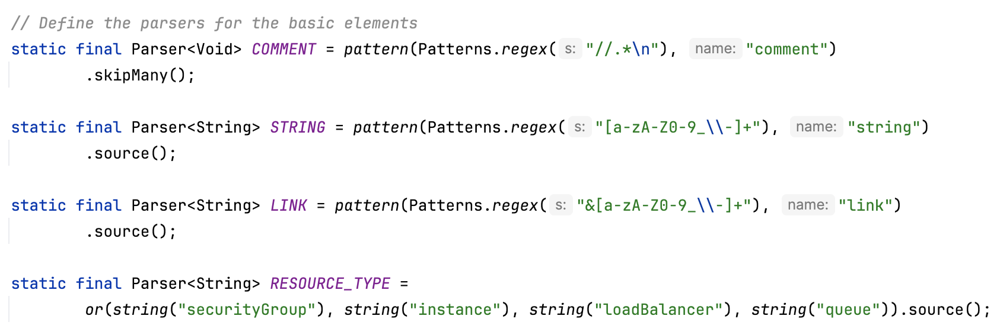 // Define the parsers for the basic elements
static final Parser<Void> COMMENT = pattern(Patterns.regex( s: "//.*\n"), name: "comment")
.skipMany();
static final Parser<String> STRING = pattern(Patterns.regex( s: "[a-zA-Z0-9_\\-]+"), name: "string")
.source();
static final Parser<String> LINK = pattern(Patterns.regex( s: "&[a-zA-Z0-9_\\-]+"), name: "link")
.source();
static final Parser<String> RESOURCE_TYPE =
or(string("securityGroup"), string("instance"), string("loadBalancer"), string("queue")).source();